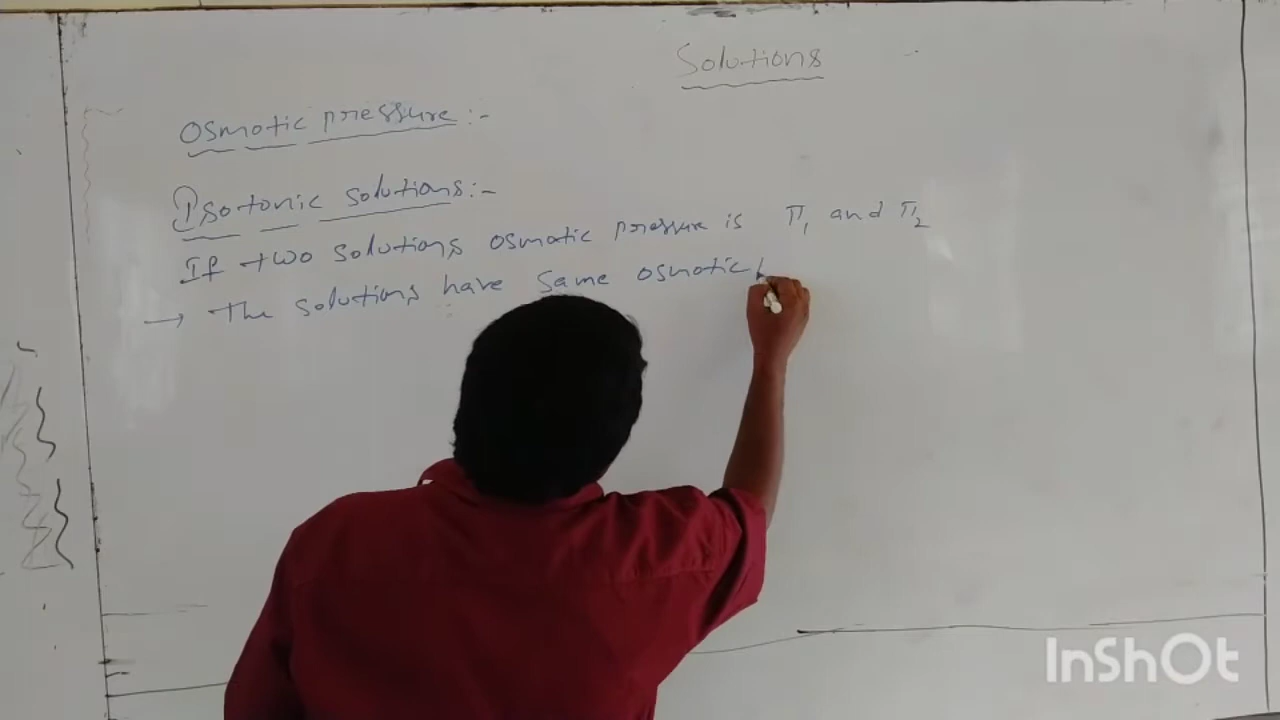 Solutions
Osmotic pressure:-
Isotonic solutions:-
If two solutions osmotic pressure is π₁ and π₂
→ The solutions have same osmotic
InShOt